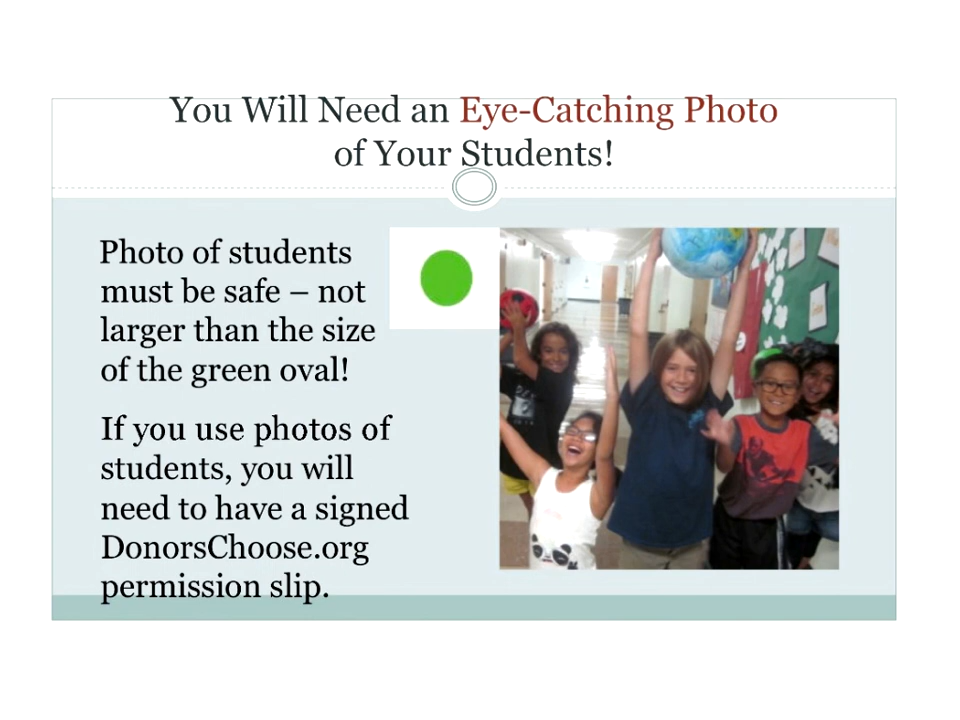 You Will Need an Eye-Catching Photo
of Your Students!
Photo of students
must be safe – not
larger than the size
of the green oval!
If you use photos of
students, you will
need to have a signed
DonorsChoose.org
permission slip.